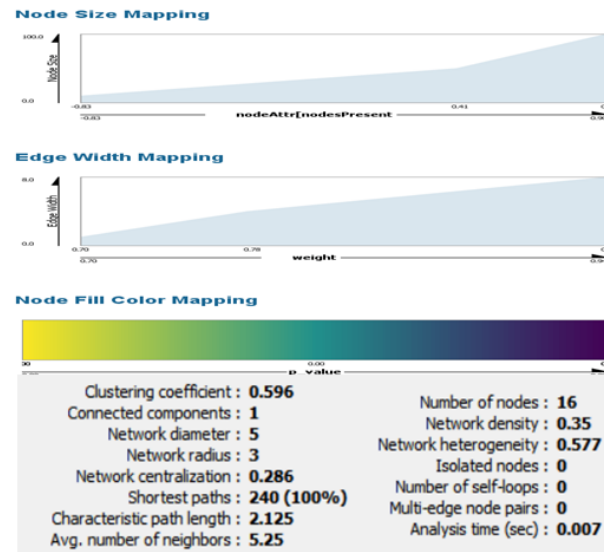 Node Size Mapping
100.0
Node Size
0.0
-0.83
0.41
-0.83
nodeAttr[nodesPresent
Edge Width Mapping
8.0
Edge Width
0.0
0.70
0.78
0.70
weight
Node Fill Color Mapping
0.00
p_value
Clustering coefficient : 0.596
Connected components : 1
Network diameter : 5
Network radius : 3
Network centralization : 0.286
Shortest paths : 240 (100%)
Characteristic path length : 2.125
Avg. number of neighbors : 5.25
Number of nodes : 16
Network density : 0.35
Network heterogeneity : 0.577
Isolated nodes : 0
Number of self-loops : 0
Multi-edge node pairs : 0
Analysis time (sec) : 0.007